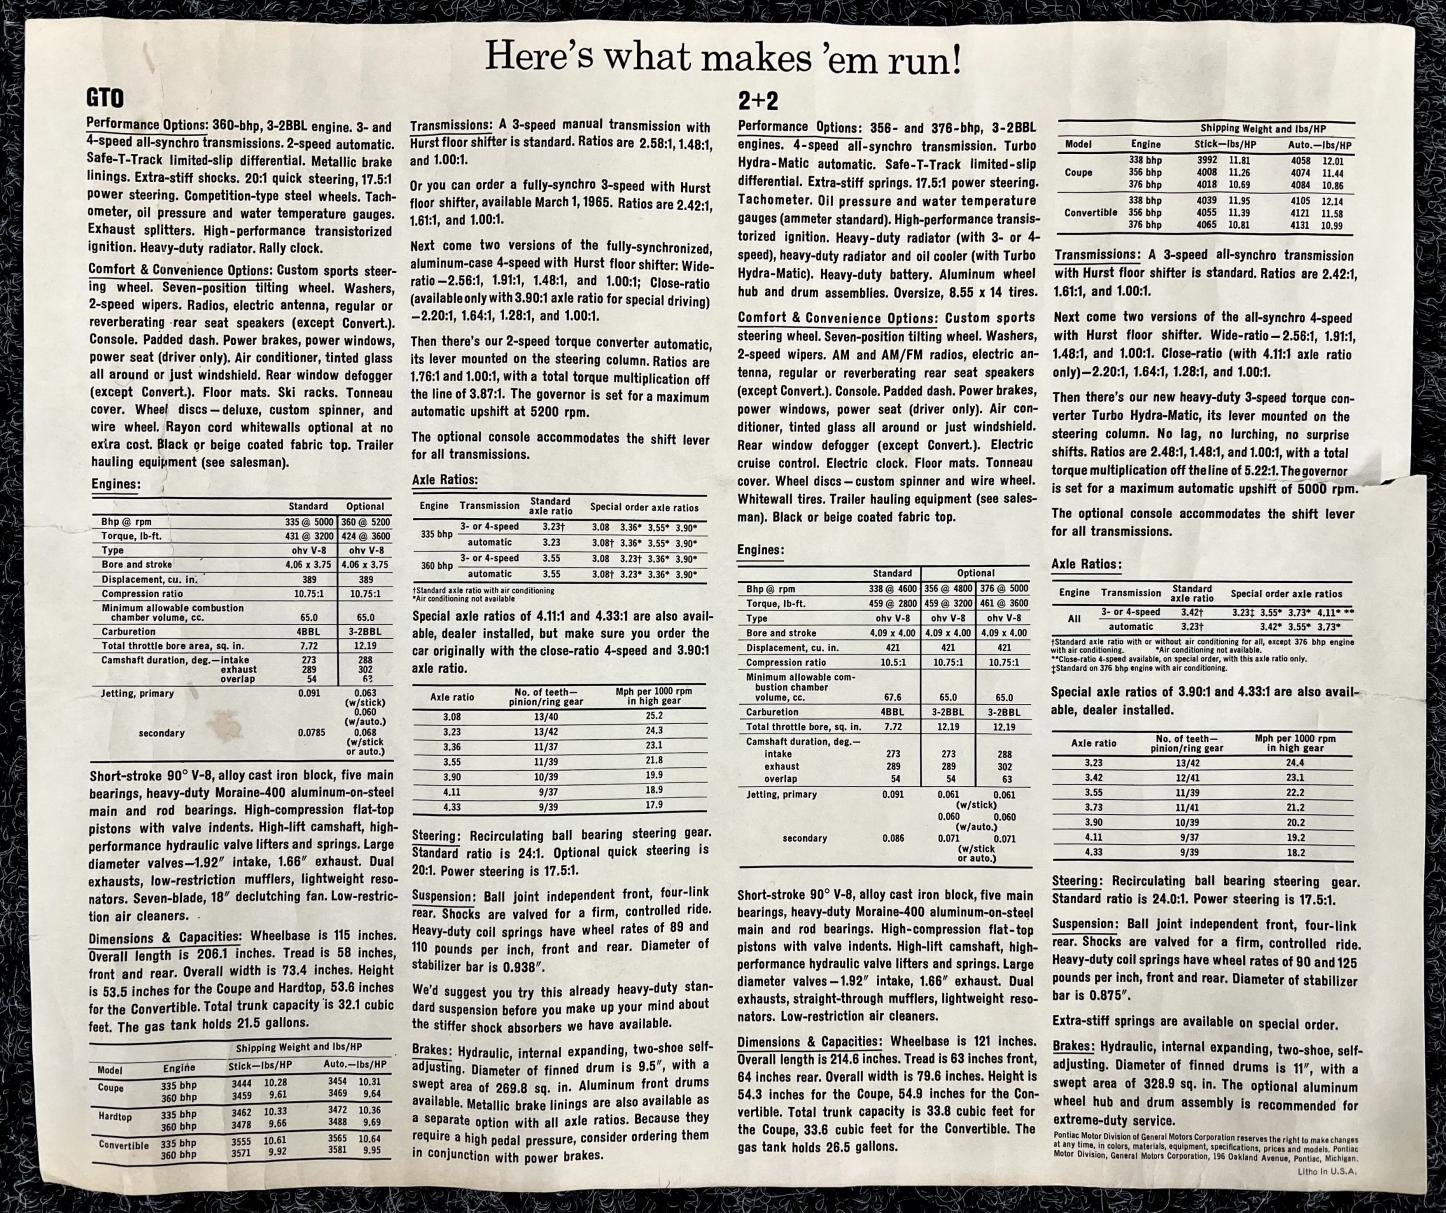 Here's what makes 'em run!
GTO
Performance Options: 360-bhp, 3-2BBL engine. 3- and
4-speed all-synchro transmissions. 2-speed automatic.
Safe-T-Track limited-slip differential. Metallic brake
linings. Extra-stiff shocks. 20:1 quick steering, 17.5:1
power steering. Competition-type steel wheels. Tach-
ometer, oil pressure and water temperature gauges.
Exhaust splitters. High-performance transistorized
ignition. Heavy-duty radiator. Rally clock.
Comfort & Convenience Options: Custom sports steer-
ing wheel. Seven-position tilting wheel. Washers,
2-speed wipers. Radios, electric antenna, regular or
reverberating rear seat speakers (except Convert.).
Console. Padded dash. Power brakes, power windows,
power seat (driver only). Air conditioner, tinted glass
all around or just windshield. Rear window defogger
(except Convert.). Floor mats. Ski racks. Tonneau
cover. Wheel discs—deluxe, custom spinner, and
wire wheel. Rayon cord whitewalls optional at no
extra cost. Black or beige coated fabric top. Trailer
hauling equipment (see salesman).
Engines:
Standard Optional
Bhp @ rpm 335 @ 5000 360 @ 5200
Torque, lb-ft. 431 @ 3200 424 @ 3600
Type ohv V-8 ohv V-8
Bore and stroke 4.06 x 3.75 4.06 x 3.75
Displacement, cu. in. 389 389
Compression ratio 10.75:1 10.75:1
Minimum allowable combustion
chamber volume, cc. 65.0 65.0
Carburetion 4BBL 3-2BBL
Total throttle bore area, sq. in. 7.72 12.19
Camshaft duration, deg.—intake 273 288
exhaust 289 302
overlap 54 63
Jetting, primary 0.091 0.063
(w/stick)
0.060
(w/auto.)
secondary 0.0785 0.068
(w/stick
or auto.)
Short-stroke 90° V-8, alloy cast iron block, five main
bearings, heavy-duty Moraine-400 aluminum-on-steel
main and rod bearings. High-compression flat-top
pistons with valve indents. High-lift camshaft, high-
performance hydraulic valve lifters and springs. Large
diameter valves—1.92" intake, 1.66" exhaust. Dual
exhausts, low-restriction mufflers, lightweight reso-
nators. Seven-blade, 18" declutching fan. Low-restric-
tion air cleaners.
Dimensions & Capacities: Wheelbase is 115 inches.
Overall length is 206.1 inches. Tread is 58 inches,
front and rear. Overall width is 73.4 inches. Height
is 53.5 inches for the Coupe and Hardtop, 53.6 inches
for the Convertible. Total trunk capacity is 32.1 cubic
feet. The gas tank holds 21.5 gallons.
Shipping Weight and lbs/HP
Model Engine Stick—lbs/HP Auto.—lbs/HP
Coupe 335 bhp 3444 10.28 3454 10.31
360 bhp 3459 9.61 3469 9.64
Hardtop 335 bhp 3462 10.33 3472 10.36
360 bhp 3478 9.66 3488 9.69
Convertible 335 bhp 3555 10.61 3565 10.64
360 bhp 3571 9.92 3581 9.95
Transmissions: A 3-speed manual transmission with
Hurst floor shifter is standard. Ratios are 2.58:1, 1.48:1,
and 1.00:1.
Or you can order a fully-synchro 3-speed with Hurst
floor shifter, available March 1, 1965. Ratios are 2.42:1,
1.61:1, and 1.00:1.
Next come two versions of the fully-synchronized,
aluminum-case 4-speed with Hurst floor shifter: Wide-
ratio—2.56:1, 1.91:1, 1.48:1, and 1.00:1; Close-ratio
(available only with 3.90:1 axle ratio for special driving)
—2.20:1, 1.64:1, 1.28:1, and 1.00:1.
Then there's our 2-speed torque converter automatic,
its lever mounted on the steering column. Ratios are
1.76:1 and 1.00:1, with a total torque multiplication off
the line of 3.87:1. The governor is set for a maximum
automatic upshift at 5200 rpm.
The optional console accommodates the shift lever
for all transmissions.
Axle Ratios:
Engine Transmission Standard axle ratio Special order axle ratios
335 bhp 3- or 4-speed 3.23† 3.08 3.36* 3.55* 3.90*
automatic 3.23 3.08† 3.36* 3.55* 3.90*
360 bhp 3- or 4-speed 3.55 3.08 3.23† 3.36* 3.90*
automatic 3.55 3.08† 3.23* 3.36* 3.90*
†Standard axle ratio with air conditioning
*Air conditioning not available
Special axle ratios of 4.11:1 and 4.33:1 are also avail-
able, dealer installed, but make sure you order the
car originally with the close-ratio 4-speed and 3.90:1
axle ratio.
Axle ratio No. of teeth—pinion/ring gear Mph per 1000 rpm in high gear
3.08 13/40 25.2
3.23 13/42 24.3
3.36 11/37 23.1
3.55 11/39 21.8
3.90 10/39 19.9
4.11 9/37 18.9
4.33 9/39 17.9
Steering: Recirculating ball bearing steering gear.
Standard ratio is 24:1. Optional quick steering is
20:1. Power steering is 17.5:1.
Suspension: Ball joint independent front, four-link
rear. Shocks are valved for a firm, controlled ride.
Heavy-duty coil springs have wheel rates of 89 and
110 pounds per inch, front and rear. Diameter of
stabilizer bar is 0.938".
We'd suggest you try this already heavy-duty stan-
dard suspension before you make up your mind about
the stiffer shock absorbers we have available.
Brakes: Hydraulic, internal expanding, two-shoe self-
adjusting. Diameter of finned drum is 9.5", with a
swept area of 269.8 sq. in. Aluminum front drums
available. Metallic brake linings are also available as
a separate option with all axle ratios. Because they
require a high pedal pressure, consider ordering them
in conjunction with power brakes.
2+2
Performance Options: 356- and 376-bhp, 3-2BBL
engines. 4-speed all-synchro transmission. Turbo
Hydra-Matic automatic. Safe-T-Track limited-slip
differential. Extra-stiff springs. 17.5:1 power steering.
Tachometer. Oil pressure and water temperature
gauges (ammeter standard). High-performance transis-
torized ignition. Heavy-duty radiator (with 3- or 4-
speed), heavy-duty radiator and oil cooler (with Turbo
Hydra-Matic). Heavy-duty battery. Aluminum wheel
hub and drum assemblies. Oversize, 8.55 x 14 tires.
Comfort & Convenience Options: Custom sports
steering wheel. Seven-position tilting wheel. Washers,
2-speed wipers. AM and AM/FM radios, electric an-
tenna, regular or reverberating rear seat speakers
(except Convert.). Console. Padded dash. Power brakes,
power windows, power seat (driver only). Air con-
ditioner, tinted glass all around or just windshield.
Rear window defogger (except Convert.). Electric
cruise control. Electric clock. Floor mats. Tonneau
cover. Wheel discs—custom spinner and wire wheel.
Whitewall tires. Trailer hauling equipment (see sales-
man). Black or beige coated fabric top.
Engines:
Standard Optional
Bhp @ rpm 338 @ 4600 356 @ 4800 376 @ 5000
Torque, lb-ft. 459 @ 2800 459 @ 3200 461 @ 3600
Type ohv V-8 ohv V-8 ohv V-8
Bore and stroke 4.09 x 4.00 4.09 x 4.00 4.09 x 4.00
Displacement, cu. in. 421 421 421
Compression ratio 10.5:1 10.75:1 10.75:1
Minimum allowable com-
bustion chamber
volume, cc. 67.6 65.0 65.0
Carburetion 4BBL 3-2BBL 3-2BBL
Total throttle bore, sq. in. 7.72 12.19 12.19
Camshaft duration, deg.—
intake 273 273 288
exhaust 289 289 302
overlap 54 54 63
Jetting, primary 0.091 0.061 0.061
(w/stick)
0.060 0.060
(w/auto.)
secondary 0.086 0.071 0.071
(w/stick
or auto.)
Short-stroke 90° V-8, alloy cast iron block, five main
bearings, heavy-duty Moraine-400 aluminum-on-steel
main and rod bearings. High-compression flat-top
pistons with valve indents. High-lift camshaft, high-
performance hydraulic valve lifters and springs. Large
diameter valves—1.92" intake, 1.66" exhaust. Dual
exhausts, straight-through mufflers, lightweight reso-
nators. Low-restriction air cleaners.
Dimensions & Capacities: Wheelbase is 121 inches.
Overall length is 214.6 inches. Tread is 63 inches front,
64 inches rear. Overall width is 79.6 inches. Height is
54.3 inches for the Coupe, 54.9 inches for the Con-
vertible. Total trunk capacity is 33.8 cubic feet for
the Coupe, 33.6 cubic feet for the Convertible. The
gas tank holds 26.5 gallons.
Shipping Weight and lbs/HP
Model Engine Stick—lbs/HP Auto.—lbs/HP
338 bhp 3992 11.81 4058 12.01
Coupe 356 bhp 4008 11.26 4074 11.44
376 bhp 4018 10.69 4084 10.86
338 bhp 4039 11.95 4105 12.14
Convertible 356 bhp 4055 11.39 4121 11.58
376 bhp 4065 10.81 4131 10.99
Transmissions: A 3-speed all-synchro transmission
with Hurst floor shifter is standard. Ratios are 2.42:1,
1.61:1, and 1.00:1.
Next come two versions of the all-synchro 4-speed
with Hurst floor shifter. Wide-ratio—2.56:1, 1.91:1,
1.48:1, and 1.00:1. Close-ratio (with 4.11:1 axle ratio
only)—2.20:1, 1.64:1, 1.28:1, and 1.00:1.
Then there's our new heavy-duty 3-speed torque con-
verter Turbo Hydra-Matic, its lever mounted on the
steering column. No lag, no lurching, no surprise
shifts. Ratios are 2.48:1, 1.48:1, and 1.00:1, with a total
torque multiplication off the line of 5.22:1. The governor
is set for a maximum automatic upshift of 5000 rpm.
The optional console accommodates the shift lever
for all transmissions.
Axle Ratios:
Engine Transmission Standard axle ratio Special order axle ratios
All 3- or 4-speed 3.42† 3.23‡ 3.55* 3.73* 4.11* **
automatic 3.23† 3.42* 3.55* 3.73*
†Standard axle ratio with or without air conditioning for all, except 376 bhp engine
with air conditioning. *Air conditioning not available.
**Close-ratio 4-speed available, on special order, with this axle ratio only.
‡Standard on 376 bhp engine with air conditioning.
Special axle ratios of 3.90:1 and 4.33:1 are also avail-
able, dealer installed.
Axle ratio No. of teeth—pinion/ring gear Mph per 1000 rpm in high gear
3.23 13/42 24.4
3.42 12/41 23.1
3.55 11/39 22.2
3.73 11/41 21.2
3.90 10/39 20.2
4.11 9/37 19.2
4.33 9/39 18.2
Steering: Recirculating ball bearing steering gear.
Standard ratio is 24.0:1. Power steering is 17.5:1.
Suspension: Ball joint independent front, four-link
rear. Shocks are valved for a firm, controlled ride.
Heavy-duty coil springs have wheel rates of 90 and 125
pounds per inch, front and rear. Diameter of stabilizer
bar is 0.875".
Extra-stiff springs are available on special order.
Brakes: Hydraulic, internal expanding, two-shoe, self-
adjusting. Diameter of finned drums is 11", with a
swept area of 328.9 sq. in. The optional aluminum
wheel hub and drum assembly is recommended for
extreme-duty service.
Pontiac Motor Division of General Motors Corporation reserves the right to make changes
at any time, in colors, materials, equipment, specifications, prices and models. Pontiac
Motor Division, General Motors Corporation, 196 Oakland Avenue, Pontiac, Michigan.
Litho in U.S.A.